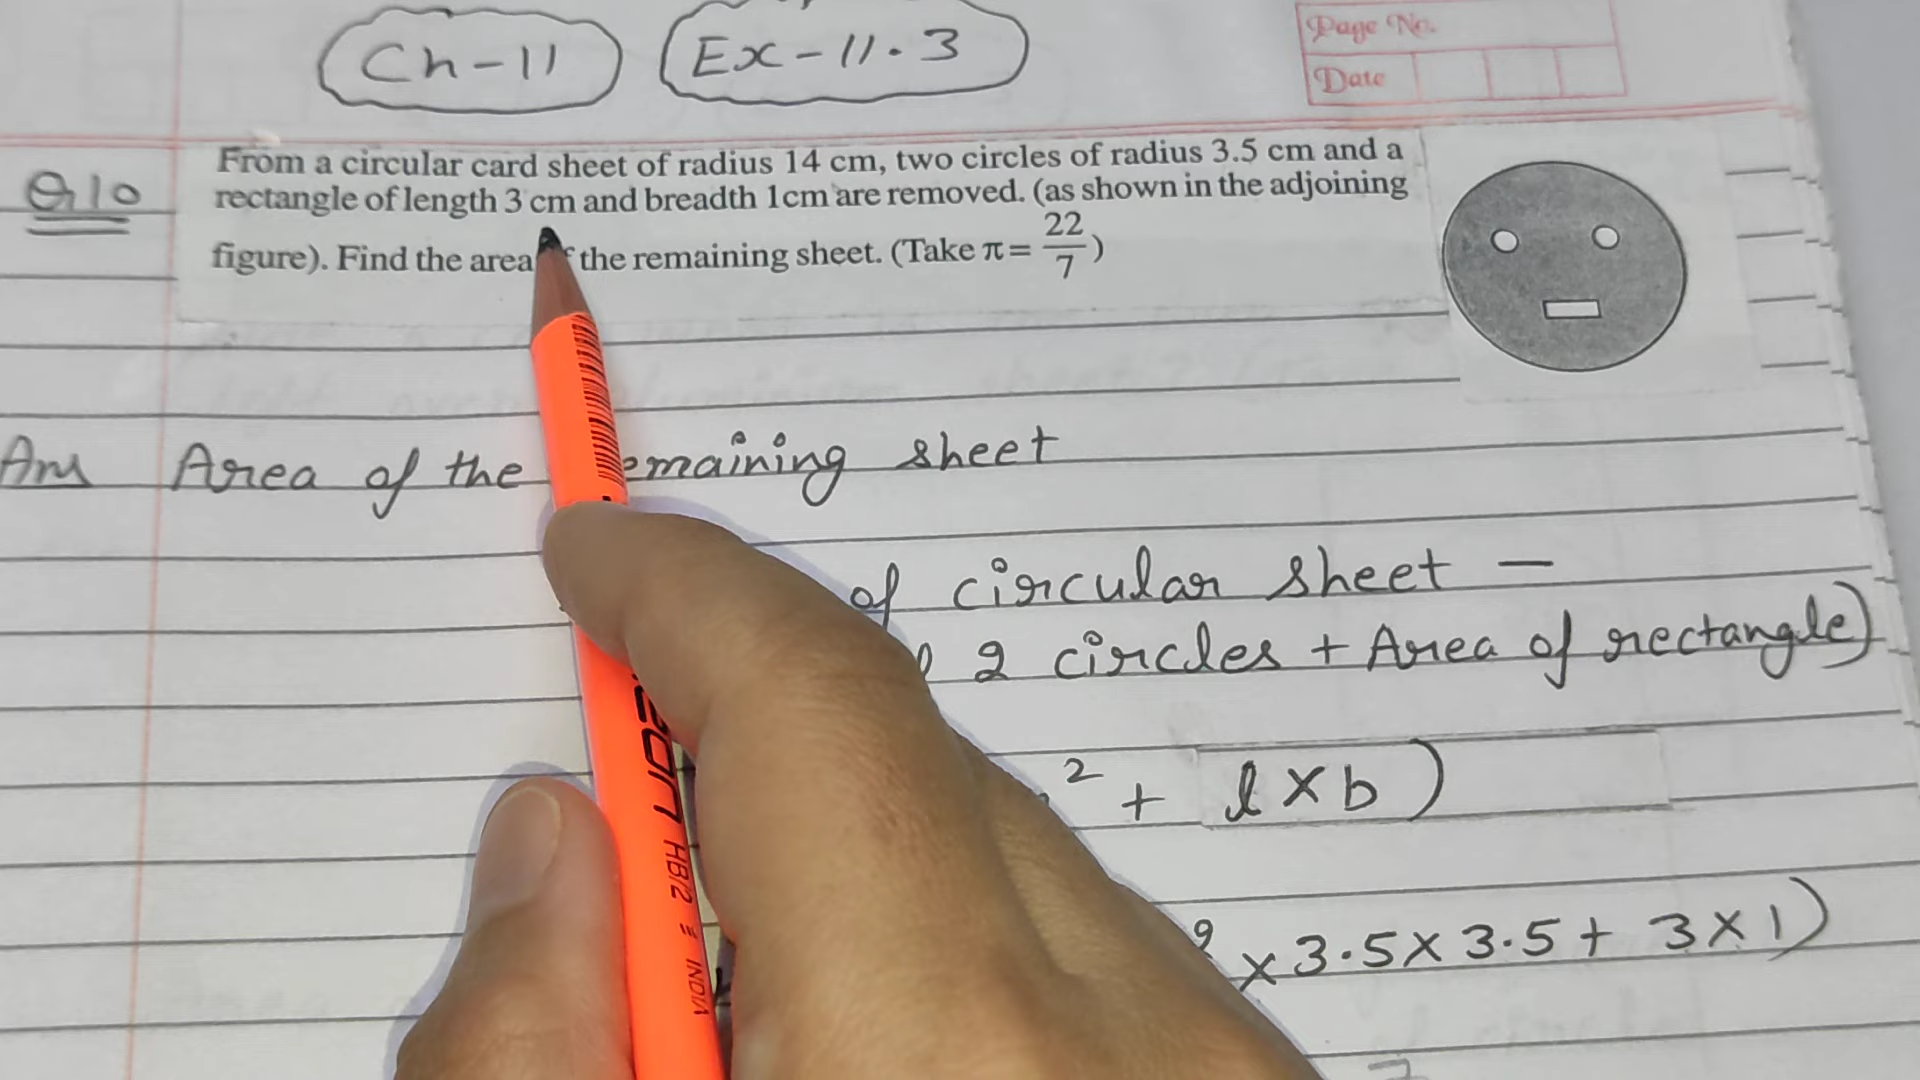 Ch-11 Ex-11.3
Page No.
Date
Q10 From a circular card sheet of radius 14 cm, two circles of radius 3.5 cm and a
rectangle of length 3 cm and breadth 1cm are removed. (as shown in the adjoining
figure). Find the area the remaining sheet. (Take π= 22/7)
Ans Area of the remaining sheet
of circular sheet —
2 circles + Area of rectangle)
2 + l × b)
× 3.5 × 3.5 + 3 × 1)
HB/2 INDIA